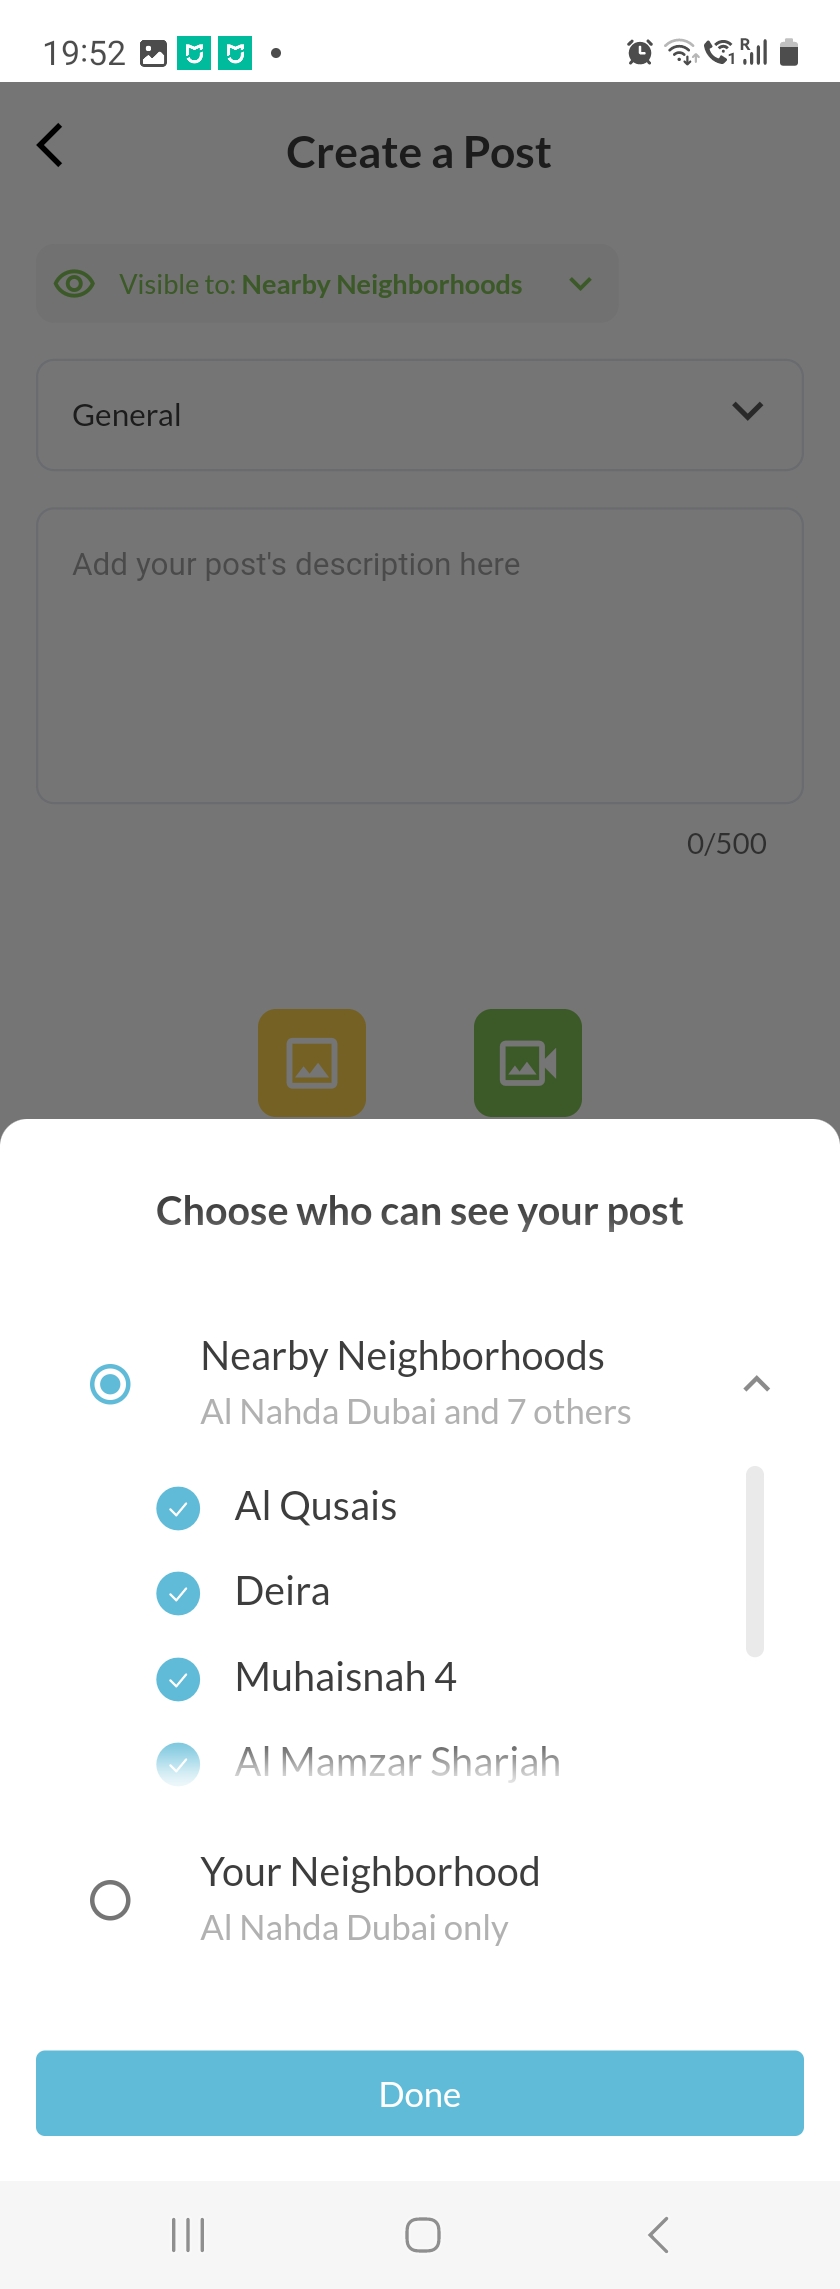 19:52
R
1
Create a Post
Visible to: Nearby Neighborhoods
General
Add your post's description here
0/500
Choose who can see your post
Nearby Neighborhoods
Al Nahda Dubai and 7 others
Al Qusais
Deira
Muhaisnah 4
Al Mamzar Sharjah
Your Neighborhood
Al Nahda Dubai only
Done